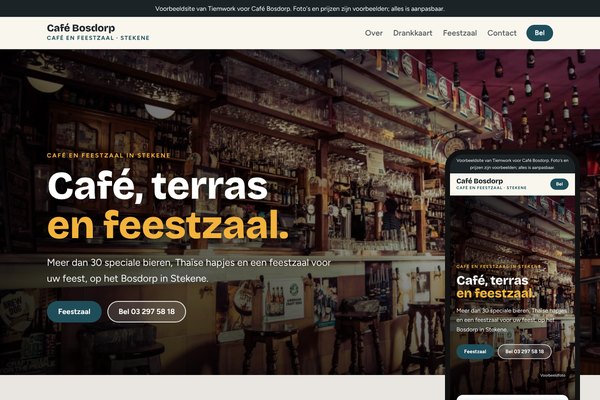 Voorbeeldsite van Tiemwork voor Café Bosdorp. Foto's en prijzen zijn voorbeelden; alles is aanpasbaar.
Café Bosdorp
CAFÉ EN FEESTZAAL · STEKENE
Over
Drankkaart
Feestzaal
Contact
Bel
CAFÉ EN FEESTZAAL IN STEKENE
Café, terras
en feestzaal.
Meer dan 30 speciale bieren, Thaïse hapjes en een feestzaal voor
uw feest, op het Bosdorp in Stekene.
Feestzaal
Bel 03 297 58 18
Voorbeeldsite van Tiemwork voor Café Bosdorp. Foto's en
prijzen zijn voorbeelden; alles is aanpasbaar.
Café Bosdorp
CAFÉ EN FEESTZAAL · STEKENE
Bel
CAFÉ EN FEESTZAAL IN STEKENE
Café, terras
en feestzaal.
Meer dan 30 speciale bieren, Thaïse hapjes
en een feestzaal voor uw feest, op het
Bosdorp in Stekene.
Feestzaal
Bel 03 297 58 18
Voorbeeldfoto